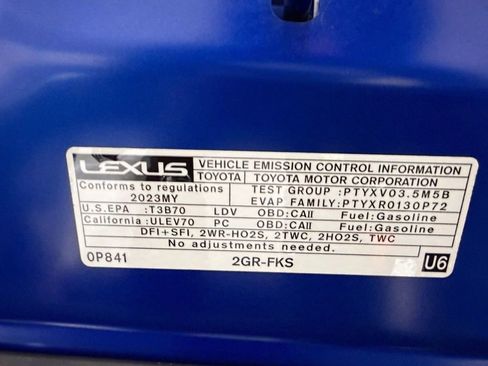 LEXUS VEHICLE EMISSION CONTROL INFORMATION
TOYOTA TOYOTA MOTOR CORPORATION
Conforms to regulations TEST GROUP :PTYXV03.5M5B
2023MY EVAP FAMILY:PTYXR0130P72
U.S.EPA :T3B70 LDV OBD:CAII Fuel:Gasoline
California :ULEV70 PC OBD:CAII Fuel:Gasoline
DFI+SFI, 2WR-HO2S, 2TWC, 2HO2S, TWC
No adjustments needed.
0P841 2GR-FKS U6